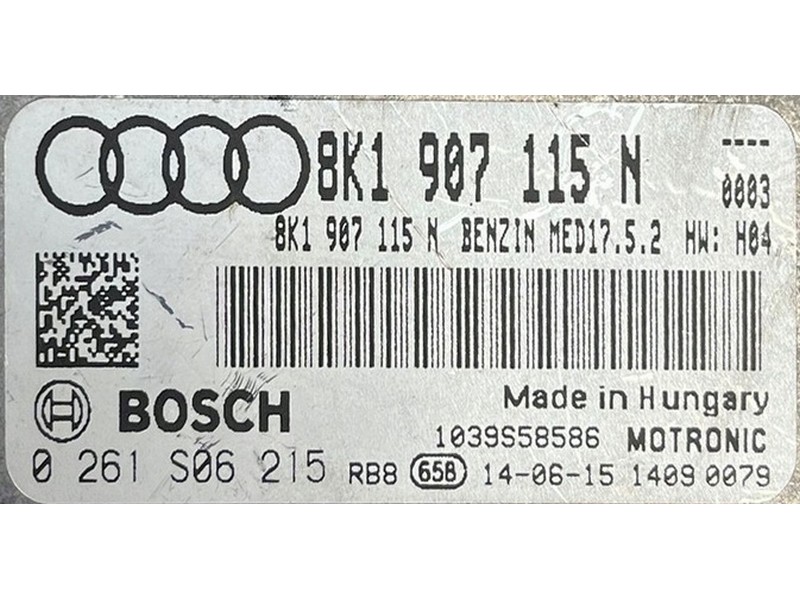 8K1 907 115 N ----
0003
8K1 907 115 N BENZIN MED17.5.2 HW: H04
BOSCH
Made in Hungary
1039S58586 MOTRONIC
0 261 S06 215 RB8 658 14-06-15 1409 0079